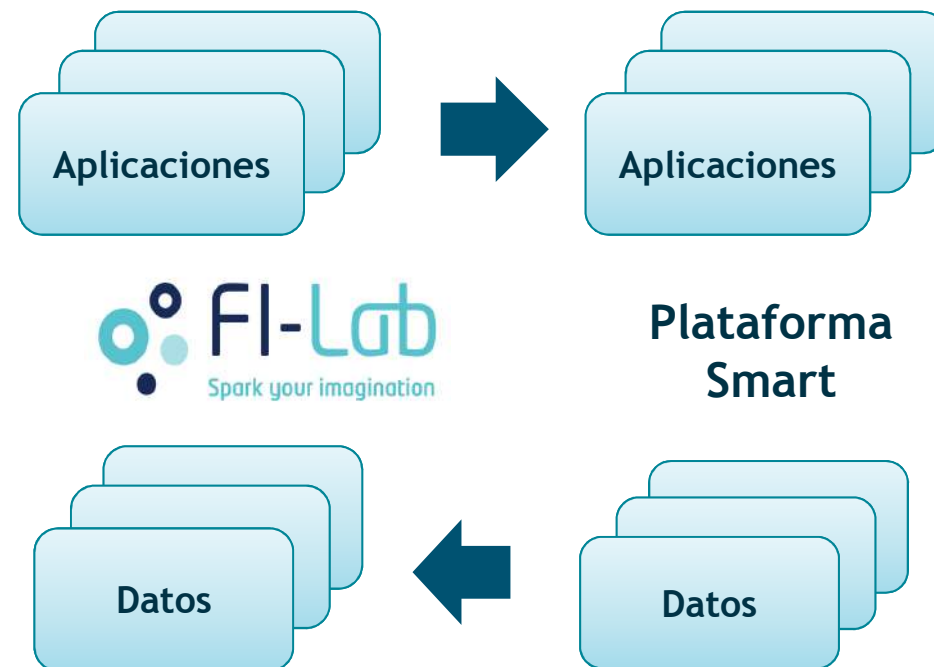 Aplicaciones
Aplicaciones
FI-Lab
Spark your imagination
Plataforma
Smart
Datos
Datos